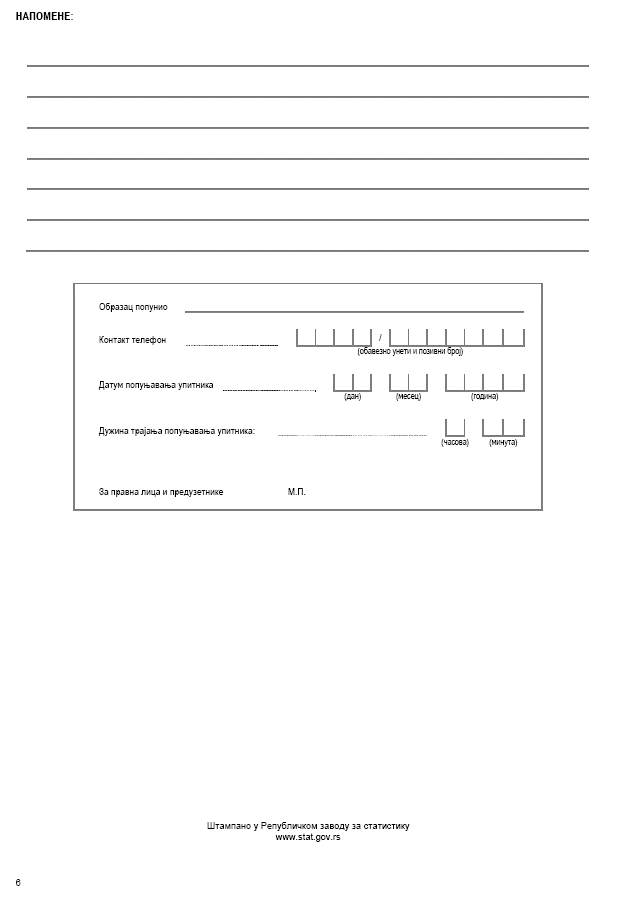 НАПОМЕНЕ:
Образац попунио
Контакт телефон /
(обавезно унети и позивни број)
Датум попуњавања упитника
(дан) (месец) (година)
Дужина трајања попуњавања упитника:
(часова) (минута)
За правна лица и предузетнике М.П.
Штампано у Републичком заводу за статистику
www.stat.gov.rs
6